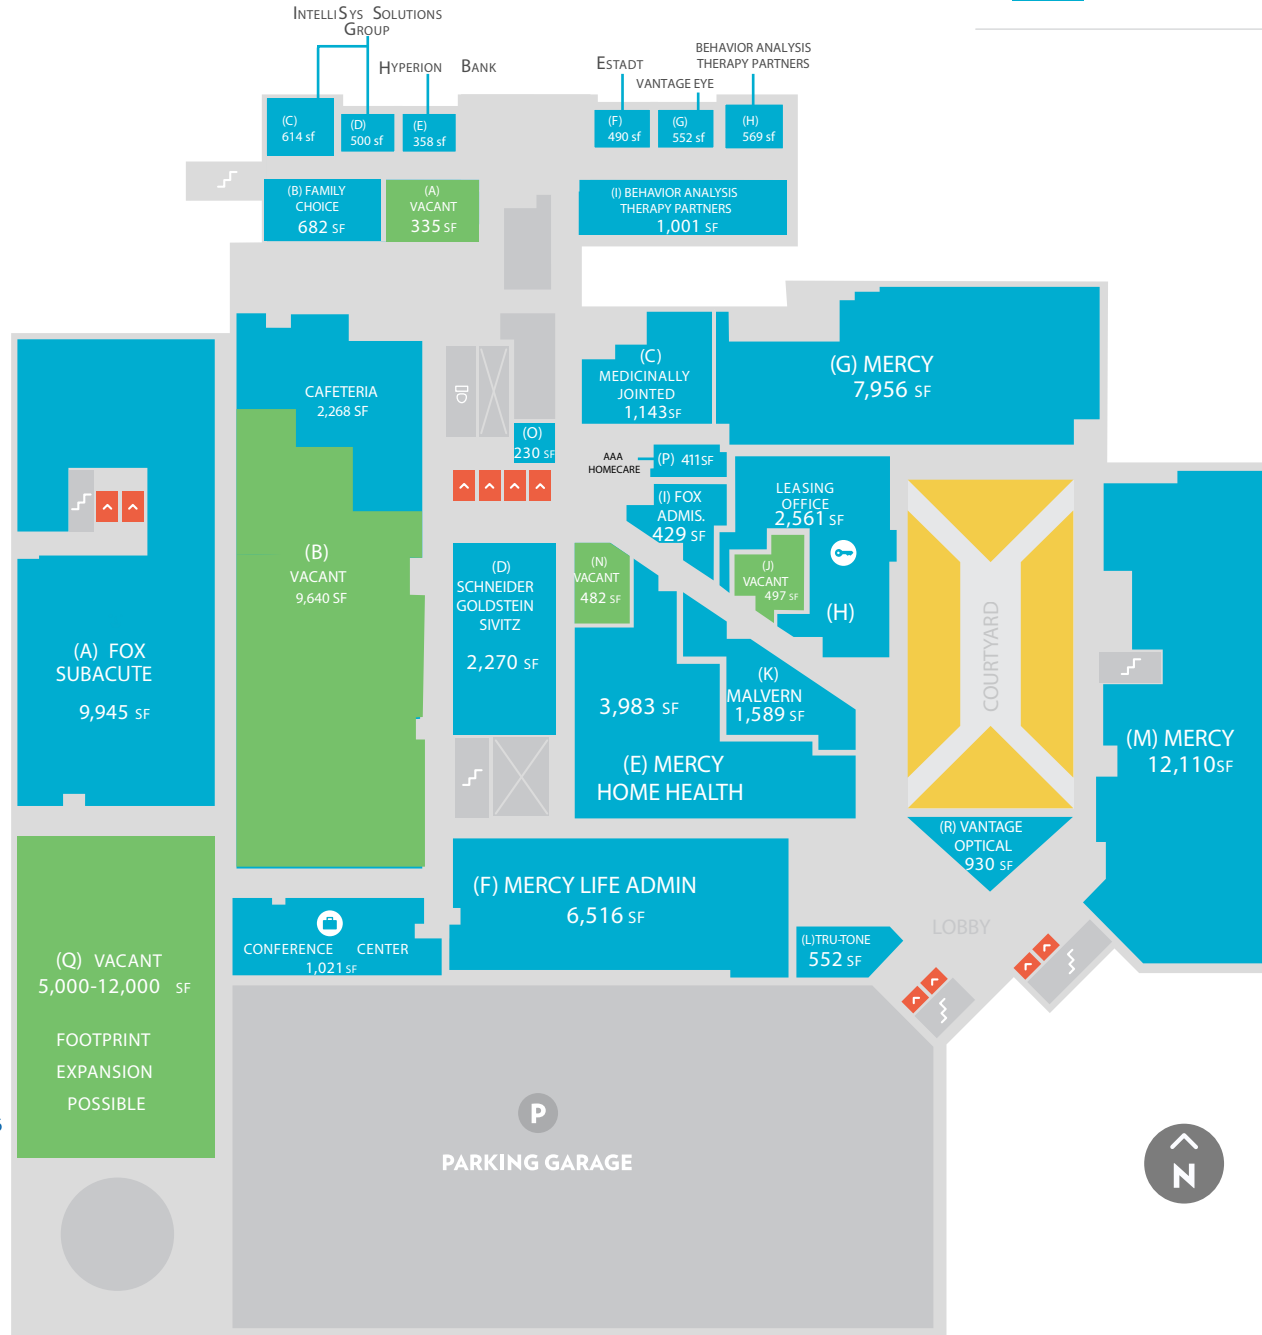 INTELLISYS SOLUTIONS
GROUP
HYPERION BANK
ESTADT
VANTAGE EYE
BEHAVIOR ANALYSIS
THERAPY PARTNERS
(C)
614 sf
(D)
500 sf
(E)
358 sf
(F)
490 sf
(G)
552 sf
(H)
569 sf
(B) FAMILY
CHOICE
682 SF
(A)
VACANT
335 SF
(I) BEHAVIOR ANALYSIS
THERAPY PARTNERS
1,001 SF
CAFETERIA
2,268 SF
(C)
MEDICINALLY
JOINTED
1,143SF
(G) MERCY
7,956 SF
(O)
230 SF
AAA
HOMECARE
(P) 411SF
(I) FOX
ADMIS.
429 SF
LEASING
OFFICE
2,561 SF
(H)
(J)
VACANT
497 SF
(B)
VACANT
9,640 SF
(D)
SCHNEIDER
GOLDSTEIN
SIVITZ
2,270 SF
(N)
VACANT
482 SF
(A) FOX
SUBACUTE
9,945 SF
3,983 SF
(E) MERCY
HOME HEALTH
(K)
MALVERN
1,589 SF
COURTYARD
(M) MERCY
12,110SF
(R) VANTAGE
OPTICAL
930 SF
(F) MERCY LIFE ADMIN
6,516 SF
LOBBY
(L)TRU-TONE
552 SF
CONFERENCE CENTER
1,021 SF
(Q) VACANT
5,000-12,000 SF
FOOTPRINT
EXPANSION
POSSIBLE
P
PARKING GARAGE
N